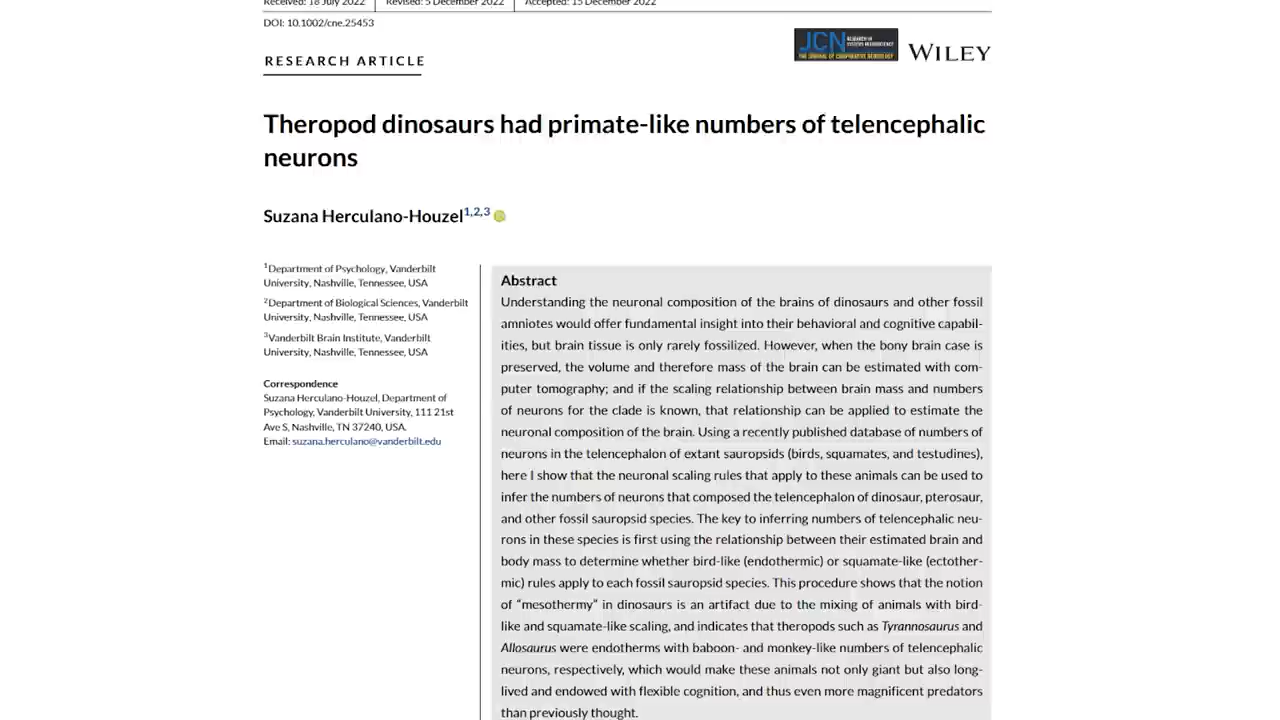 Received: 18 July 2022 Revised: 5 December 2022 Accepted: 15 December 2022
DOI: 10.1002/cne.25453
RESEARCH ARTICLE
JCN
WILEY
Theropod dinosaurs had primate-like numbers of telencephalic
neurons
Suzana Herculano-Houzel1,2,3
1Department of Psychology, Vanderbilt
University, Nashville, Tennessee, USA
2Department of Biological Sciences, Vanderbilt
University, Nashville, Tennessee, USA
3Vanderbilt Brain Institute, Vanderbilt
University, Nashville, Tennessee, USA
Correspondence
Suzana Herculano-Houzel, Department of
Psychology, Vanderbilt University, 111 21st
Ave S, Nashville, TN 37240, USA.
Email: suzana.herculano@vanderbilt.edu
Abstract
Understanding the neuronal composition of the brains of dinosaurs and other fossil
amniotes would offer fundamental insight into their behavioral and cognitive capabil-
ities, but brain tissue is only rarely fossilized. However, when the bony brain case is
preserved, the volume and therefore mass of the brain can be estimated with com-
puter tomography; and if the scaling relationship between brain mass and numbers
of neurons for the clade is known, that relationship can be applied to estimate the
neuronal composition of the brain. Using a recently published database of numbers of
neurons in the telencephalon of extant sauropsids (birds, squamates, and testudines),
here I show that the neuronal scaling rules that apply to these animals can be used to
infer the numbers of neurons that composed the telencephalon of dinosaur, pterosaur,
and other fossil sauropsid species. The key to inferring numbers of telencephalic neu-
rons in these species is first using the relationship between their estimated brain and
body mass to determine whether bird-like (endothermic) or squamate-like (ectother-
mic) rules apply to each fossil sauropsid species. This procedure shows that the notion
of “mesothermy” in dinosaurs is an artifact due to the mixing of animals with bird-
like and squamate-like scaling, and indicates that theropods such as Tyrannosaurus and
Allosaurus were endotherms with baboon- and monkey-like numbers of telencephalic
neurons, respectively, which would make these animals not only giant but also long-
lived and endowed with flexible cognition, and thus even more magnificent predators
than previously thought.